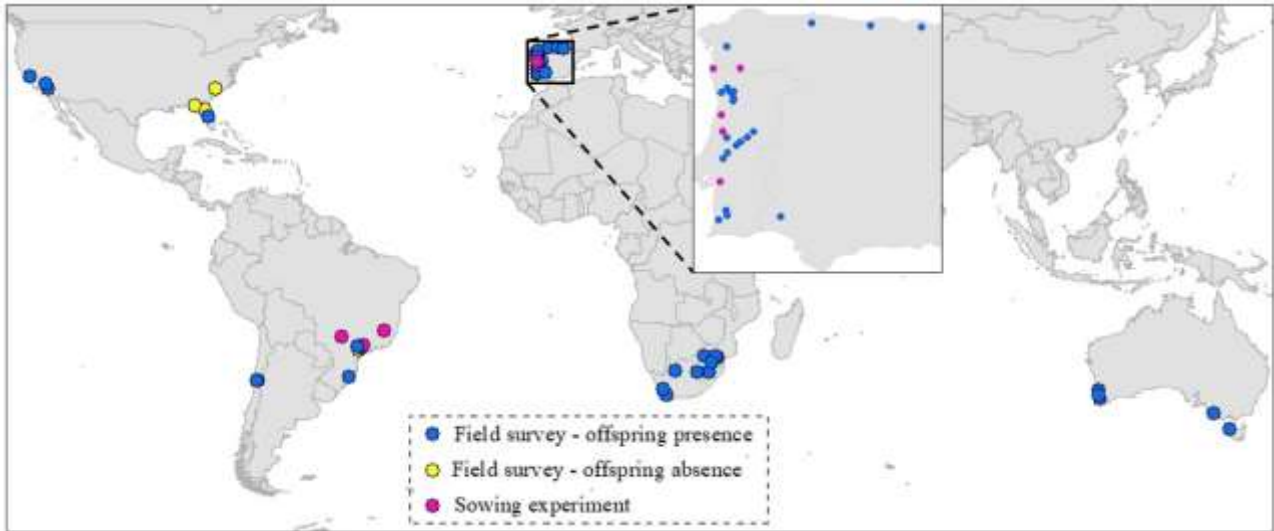 Field survey - offspring presence
Field survey - offspring absence
Sowing experiment